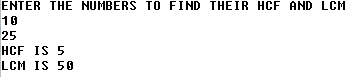 ENTER THE NUMBERS TO FIND THEIR HCF AND LCM
10
25
HCF IS 5
LCM IS 50